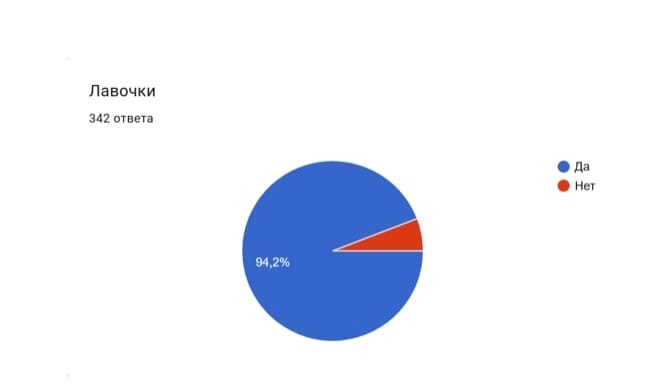 Лавочки
342 ответа
Да
Нет
94,2%